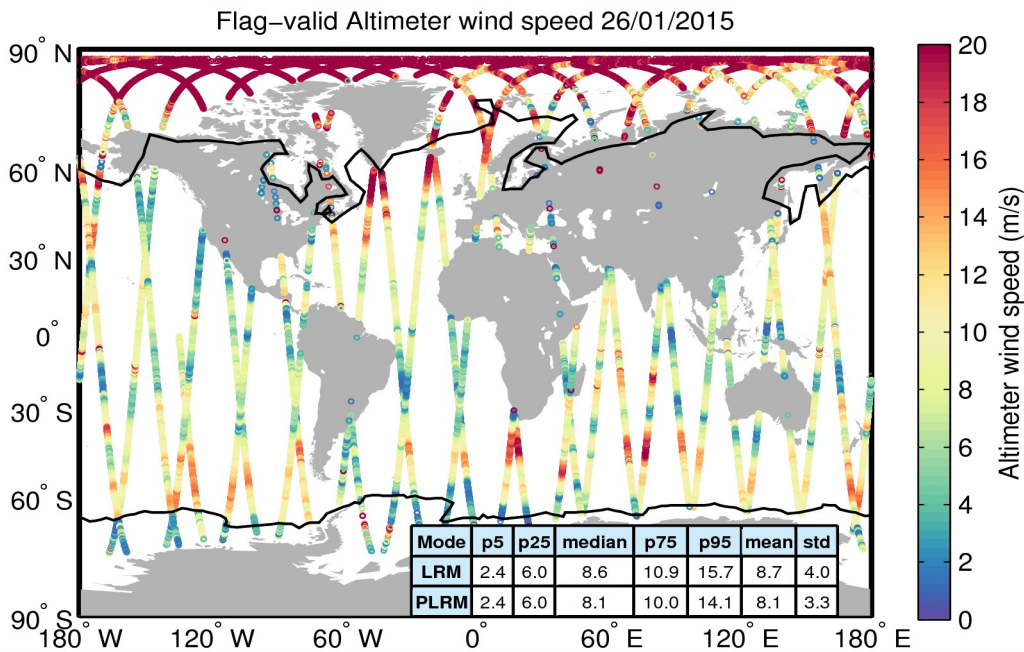 Flag−valid Altimeter wind speed 26/01/2015
90° N
60° N
30° N
0°
30° S
60° S
90° S
180° W
120° W
60° W
0°
60° E
120° E
180° E
Mode p5 p25 median p75 p95 mean std
LRM 2.4 6.0 8.6 10.9 15.7 8.7 4.0
PLRM 2.4 6.0 8.1 10.0 14.1 8.1 3.3
20
18
16
14
12
10
8
6
4
2
0
Altimeter wind speed (m/s)